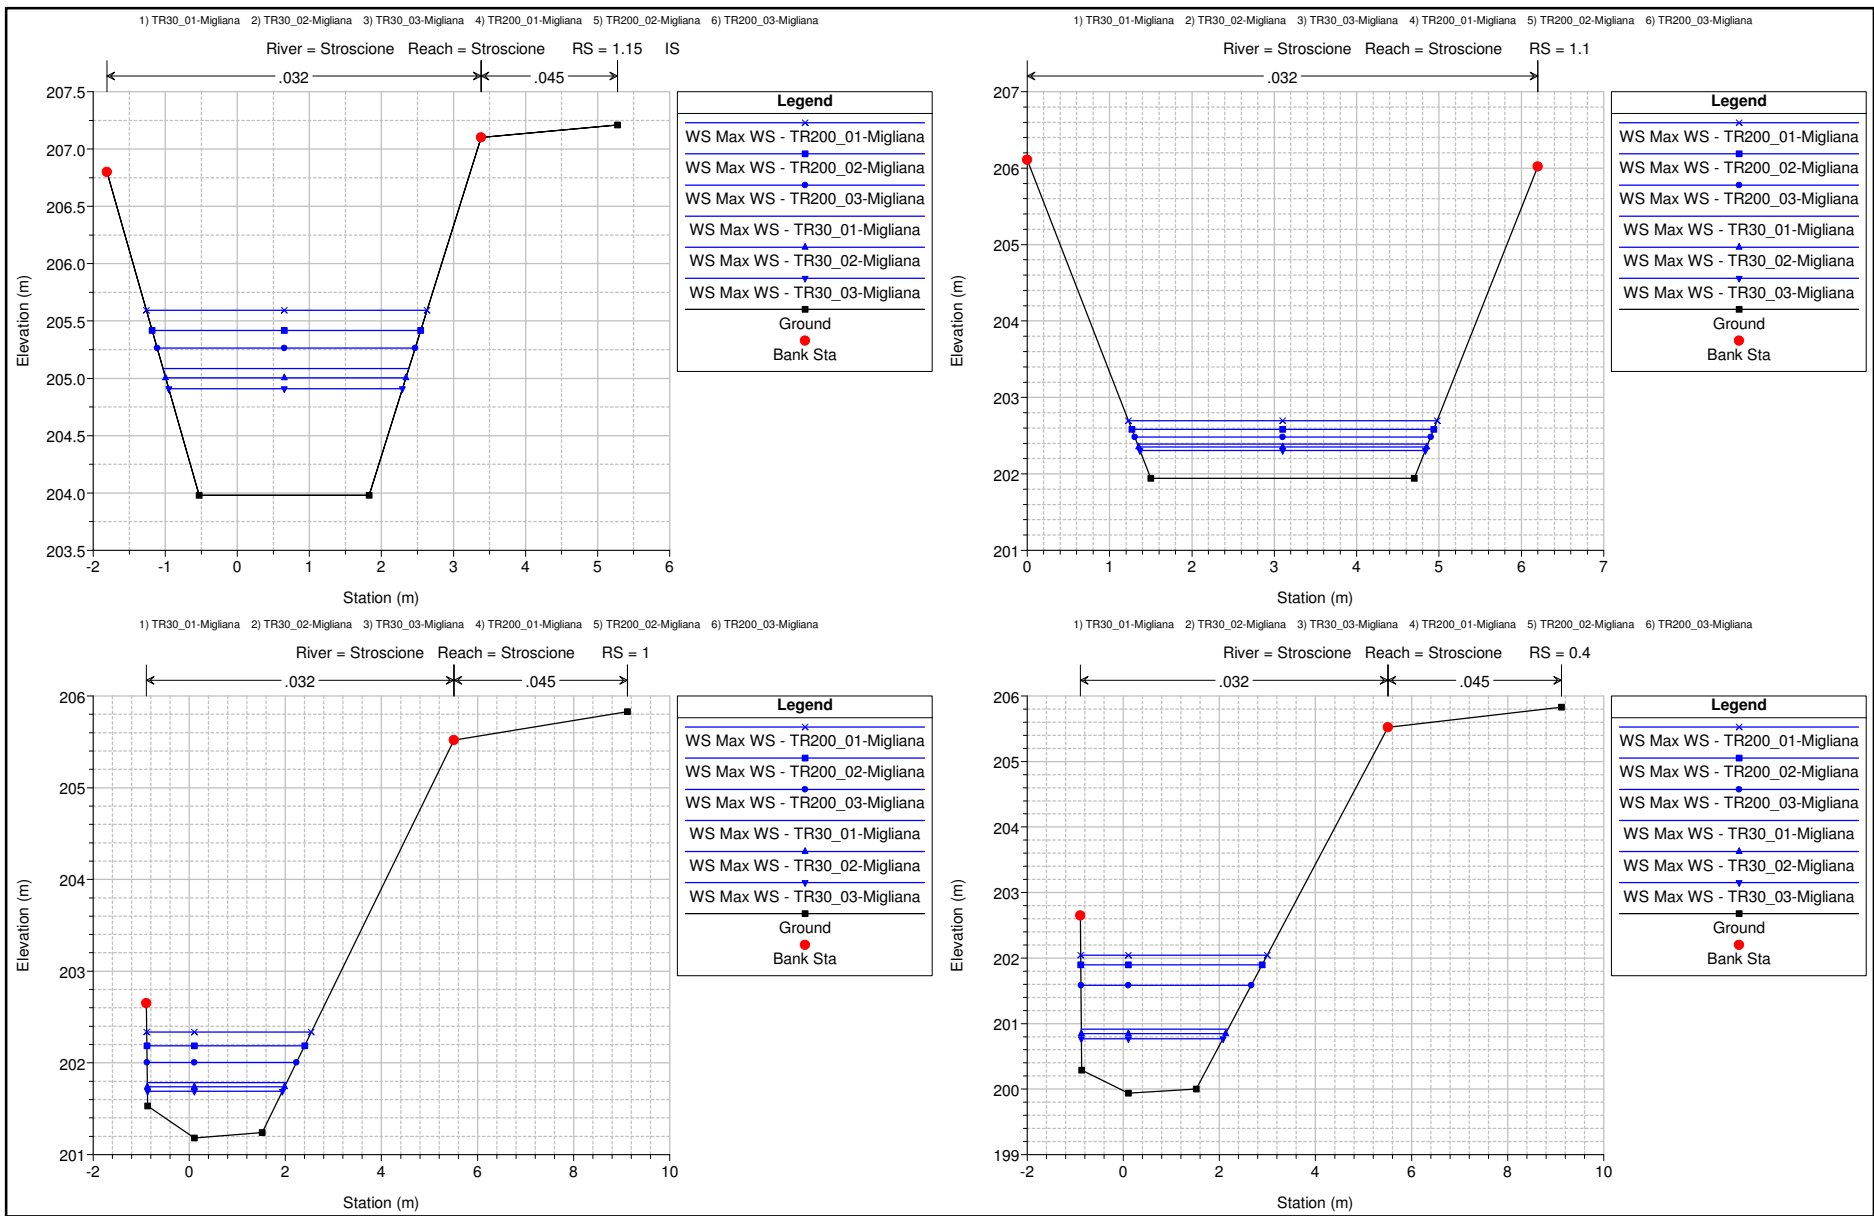 1) TR30_01-Migliana 2) TR30_02-Migliana 3) TR30_03-Migliana 4) TR200_01-Migliana 5) TR200_02-Migliana 6) TR200_03-Migliana
River = Stroscione Reach = Stroscione RS = 1.15 IS
.032 .045
207.5
207.0
206.5
206.0
205.5
205.0
204.5
204.0
203.5
Elevation (m)
-2 -1 0 1 2 3 4 5 6
Station (m)
Legend
WS Max WS - TR200_01-Migliana
WS Max WS - TR200_02-Migliana
WS Max WS - TR200_03-Migliana
WS Max WS - TR30_01-Migliana
WS Max WS - TR30_02-Migliana
WS Max WS - TR30_03-Migliana
Ground
Bank Sta
1) TR30_01-Migliana 2) TR30_02-Migliana 3) TR30_03-Migliana 4) TR200_01-Migliana 5) TR200_02-Migliana 6) TR200_03-Migliana
River = Stroscione Reach = Stroscione RS = 1.1
.032
207
206
205
204
203
202
201
Elevation (m)
0 1 2 3 4 5 6 7
Station (m)
Legend
WS Max WS - TR200_01-Migliana
WS Max WS - TR200_02-Migliana
WS Max WS - TR200_03-Migliana
WS Max WS - TR30_01-Migliana
WS Max WS - TR30_02-Migliana
WS Max WS - TR30_03-Migliana
Ground
Bank Sta
1) TR30_01-Migliana 2) TR30_02-Migliana 3) TR30_03-Migliana 4) TR200_01-Migliana 5) TR200_02-Migliana 6) TR200_03-Migliana
River = Stroscione Reach = Stroscione RS = 1
.032 .045
206
205
204
203
202
201
Elevation (m)
-2 0 2 4 6 8 10
Station (m)
Legend
WS Max WS - TR200_01-Migliana
WS Max WS - TR200_02-Migliana
WS Max WS - TR200_03-Migliana
WS Max WS - TR30_01-Migliana
WS Max WS - TR30_02-Migliana
WS Max WS - TR30_03-Migliana
Ground
Bank Sta
1) TR30_01-Migliana 2) TR30_02-Migliana 3) TR30_03-Migliana 4) TR200_01-Migliana 5) TR200_02-Migliana 6) TR200_03-Migliana
River = Stroscione Reach = Stroscione RS = 0.4
.032 .045
206
205
204
203
202
201
200
199
Elevation (m)
-2 0 2 4 6 8 10
Station (m)
Legend
WS Max WS - TR200_01-Migliana
WS Max WS - TR200_02-Migliana
WS Max WS - TR200_03-Migliana
WS Max WS - TR30_01-Migliana
WS Max WS - TR30_02-Migliana
WS Max WS - TR30_03-Migliana
Ground
Bank Sta